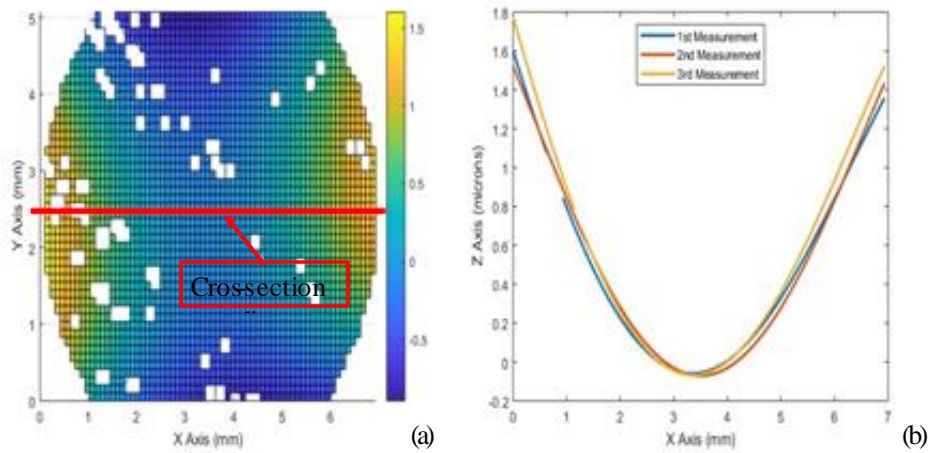 5
4
3
2
1
0
Y Axis (mm)
0 1 2 3 4 5 6
X Axis (mm)
1.5
1
0.5
0
-0.5
Cross-section
(a)
1.8
1.6
1.4
1.2
1
0.8
0.6
0.4
0.2
0
-0.2
Z Axis (microns)
1st Measurement
2nd Measurement
3rd Measurement
0 1 2 3 4 5 6 7
X Axis (mm)
(b)